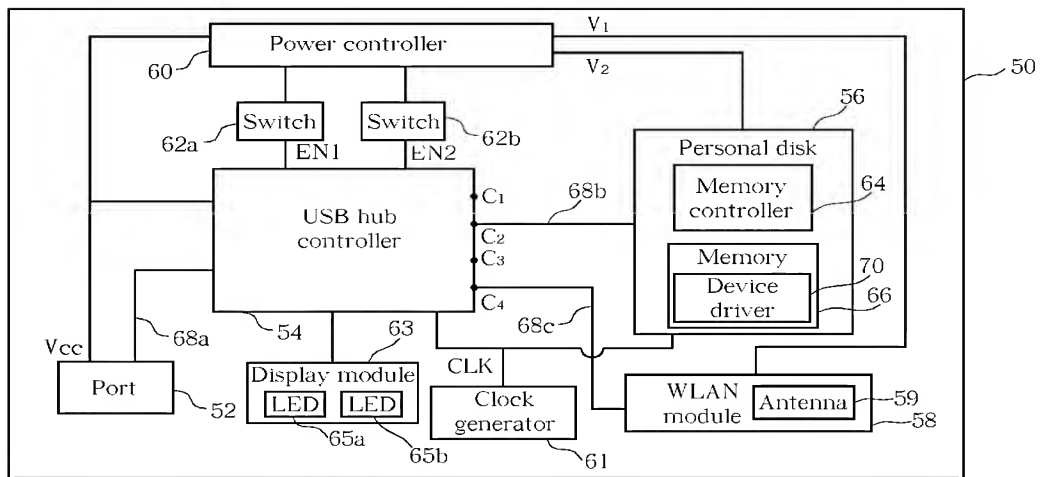 V1
Power controller
60
V2
50
56
Switch
Switch
62a
62b
EN1
EN2
Personal disk
Memory controller
64
C1
68b
USB hub controller
C2
C3
Memory
70
Device driver
66
C4
54
63
68c
68a
Vcc
Display module
CLK
Port
LED
LED
Clock generator
WLAN module
Antenna
59
52
58
65a
65b
61